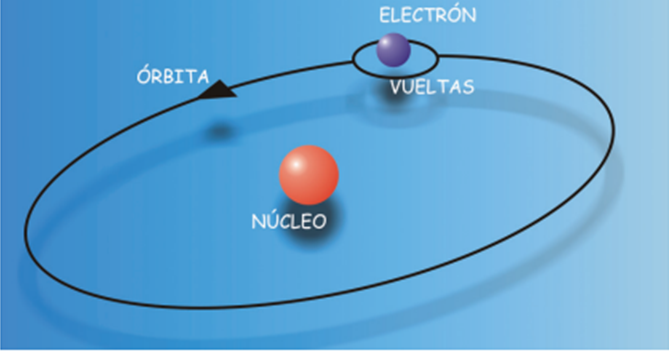 ELECTRÓN
ÓRBITA
VUELTAS
NÚCLEO